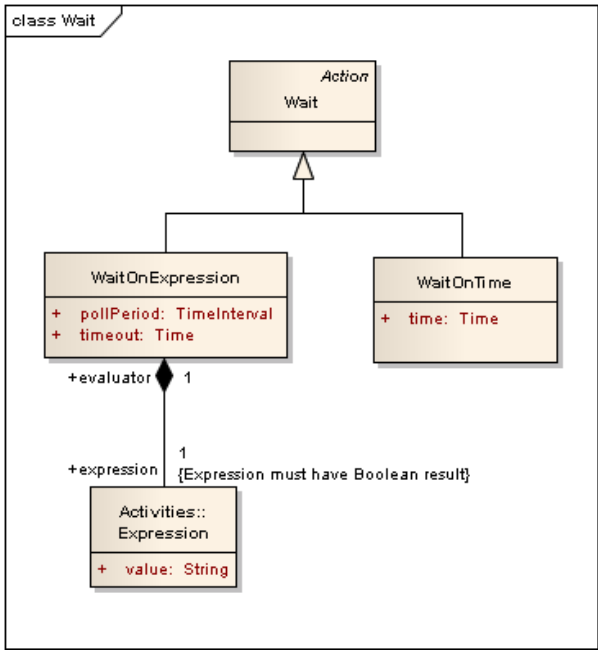 class Wait
Action
Wait
WaitOnExpression
+ pollPeriod: TimeInterval
+ timeout: Time
WaitOnTime
+ time: Time
+evaluator 1
1
+expression {Expression must have Boolean result}
Activities::
Expression
+ value: String